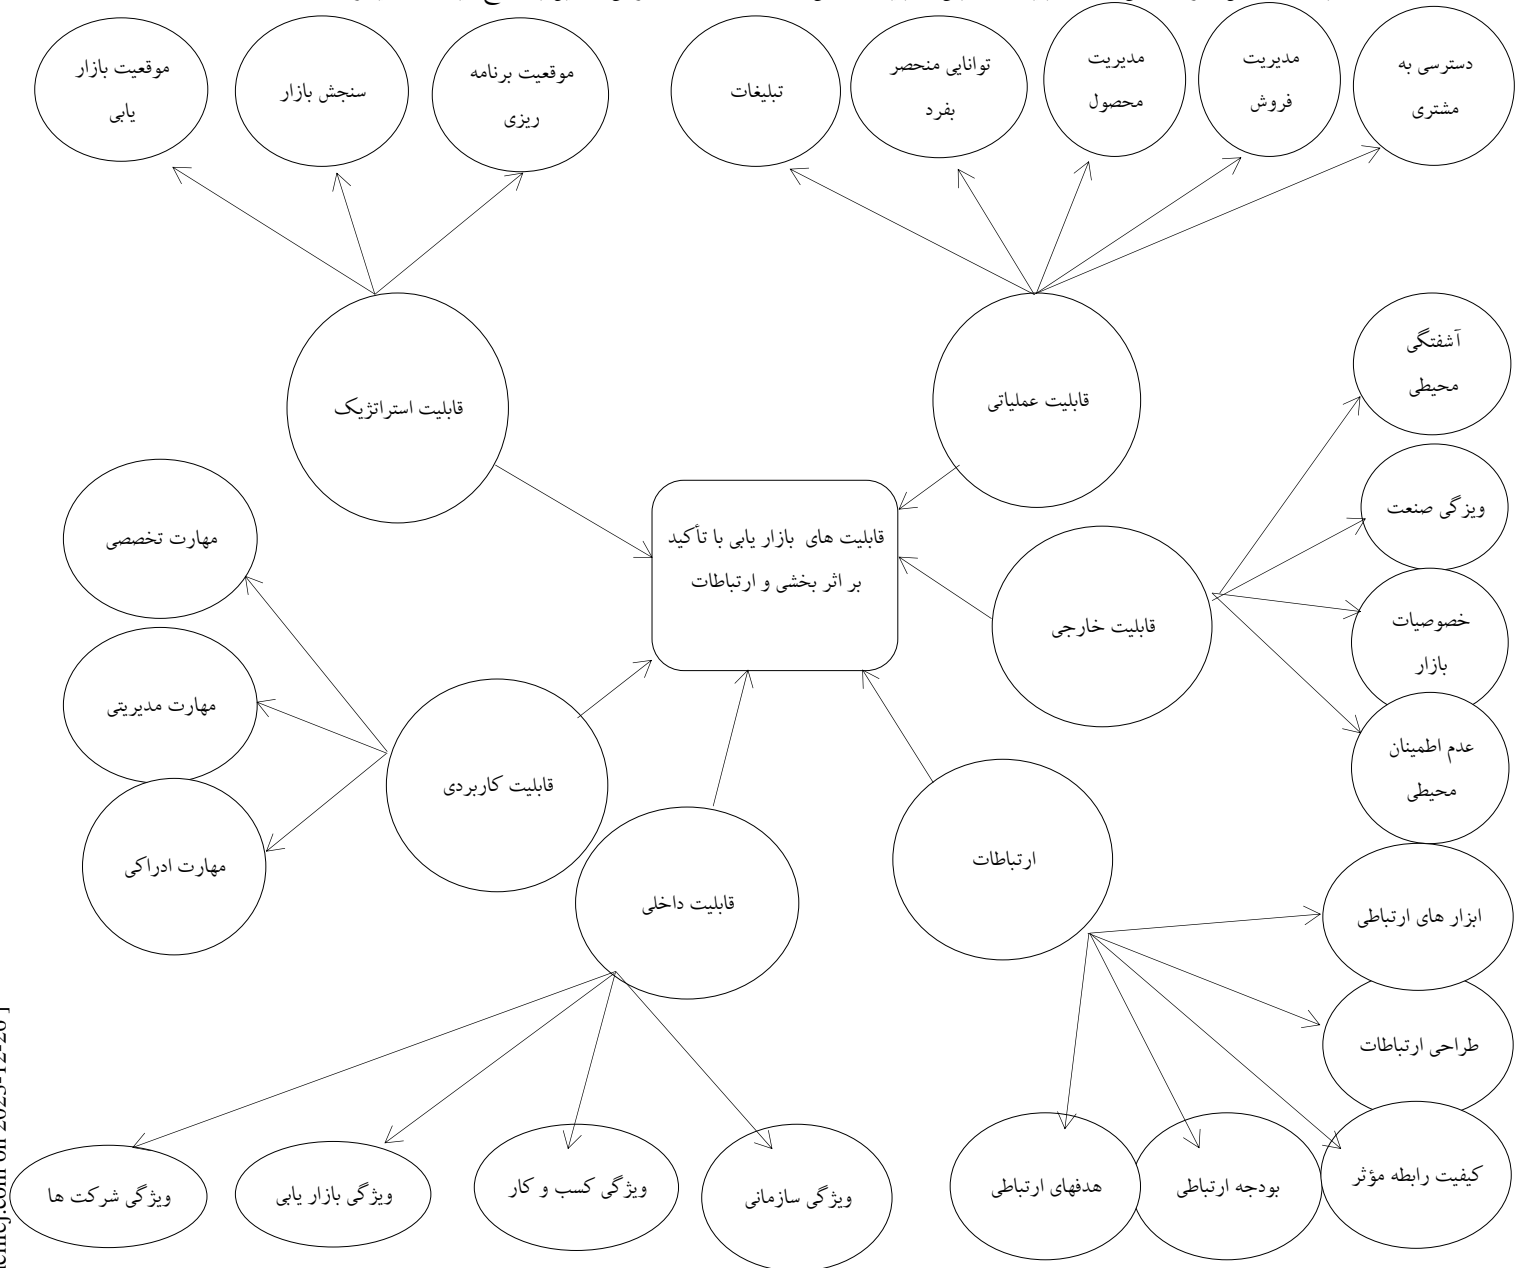 دسترسی به
مشتری
مدیریت
فروش
مدیریت
محصول
توانایی منحصر
بفرد
تبلیغات
موقعیت برنامه
ریزی
سنجش بازار
موقعیت بازار
یابی
قابلیت عملیاتی
قابلیت استراتژیک
آشفتگی
محیطی
ویزگی صنعت
خصوصیات
بازار
عدم اطمینان
محیطی
قابلیت های بازار یابی با تأکید
بر اثر بخشی و ارتباطات
قابلیت خارجی
مهارت تخصصی
مهارت مدیریتی
مهارت ادراکی
قابلیت کاربردی
قابلیت داخلی
ارتباطات
ابزار های ارتباطی
طراحی ارتباطات
کیفیت رابطه مؤثر
بودجه ارتباطی
هدفهای ارتباطی
ویژگی سازمانی
ویژگی کسب و کار
ویژگی بازار یابی
ویژگی شرکت ها